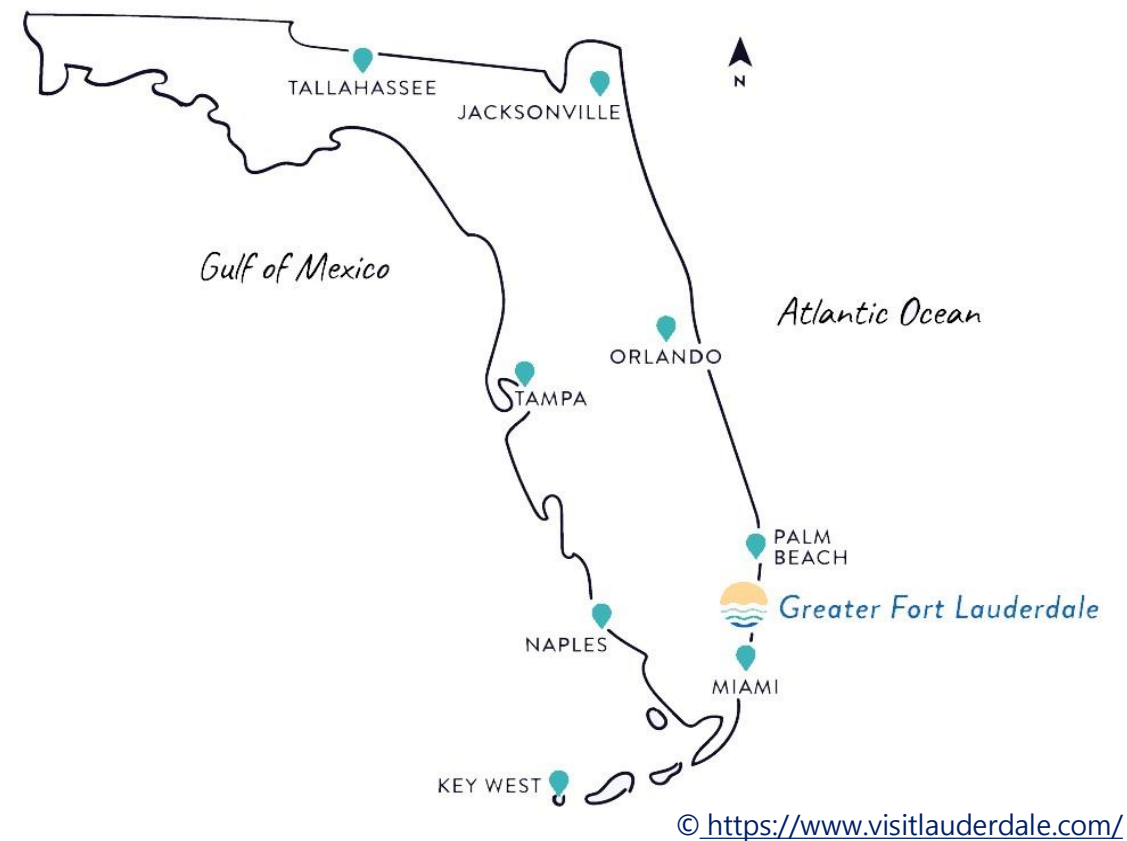 N
TALLAHASSEE
JACKSONVILLE
Gulf of Mexico
Atlantic Ocean
ORLANDO
TAMPA
PALM
BEACH
Greater Fort Lauderdale
NAPLES
MIAMI
KEY WEST
© https://www.visitlauderdale.com/